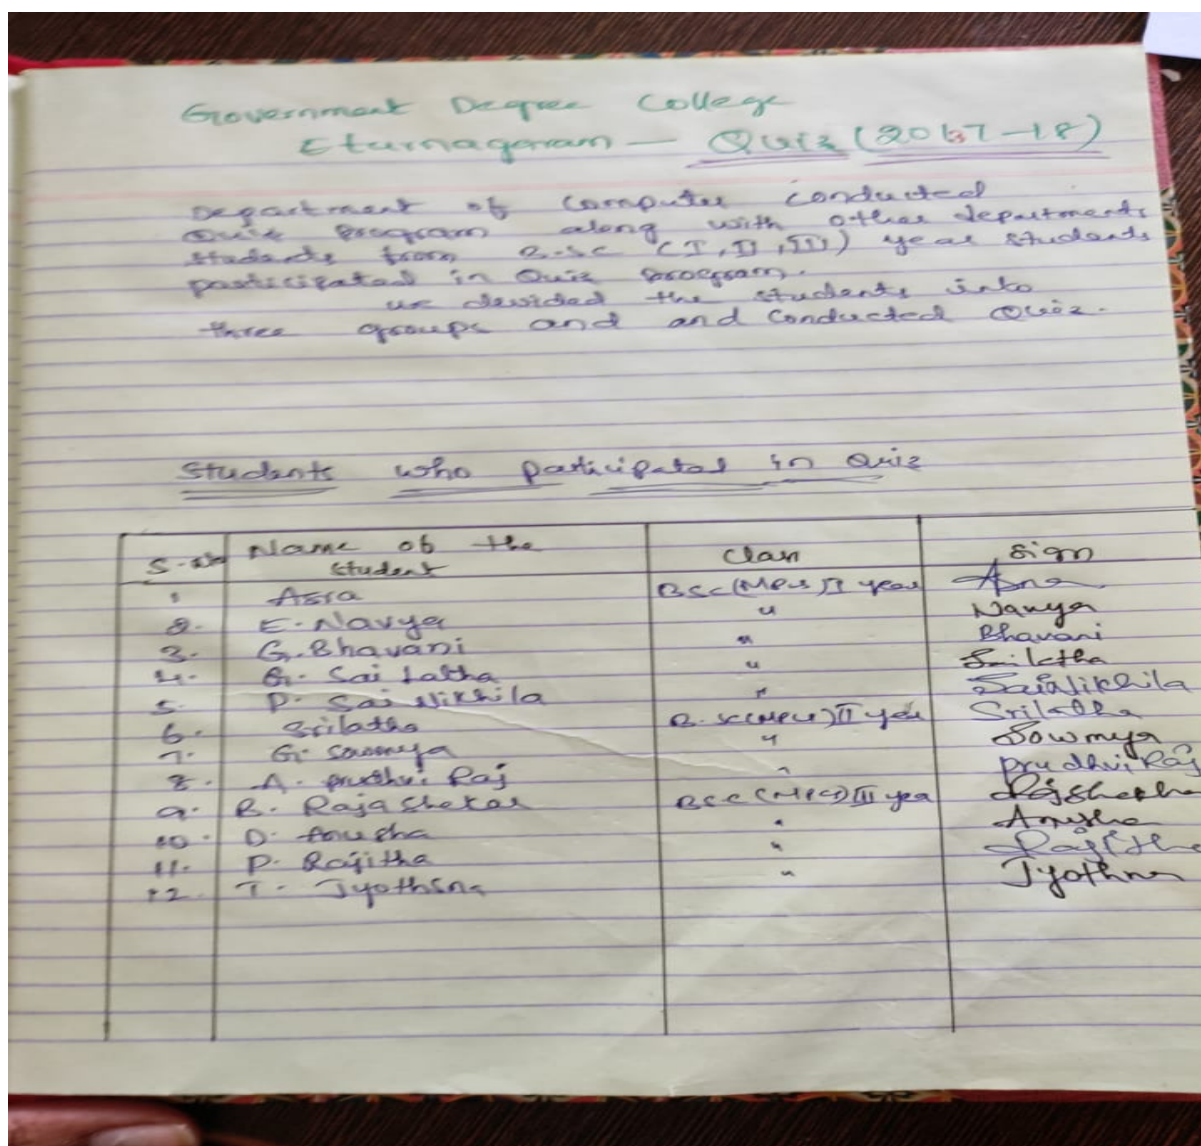 Government Degree College
Eturnagaram — Quiz (2017-18)
Department of Computer conducted
Quiz program along with other departments
students from B.sc (I, II, III) year students
participated in Quiz program.
we devided the students into
three groups and and conducted Quiz.
Students who participated in Quiz
S.no Name of the student Class Sign
1 Asra BSC(MPCs) I year Asra
2. E. Navya " Navya
3. G. Bhavani " Bhavani
4. G. Sai Latha " Sailatha
5. P. Sai Nikhila " SaiNikhila
6. Srilatha B.Sc(MPCs) II year Srilatha
7. G. Sowmya " Sowmya
8. A. pruthvi Raj " prudhvi Raj
9. B. Rajashekar BSC (MPCs) III year Rajshekhar
10. D. Anusha " Anusha
11. P. Rajitha " Rajitha
12. T. Jyothsna " Jyothna